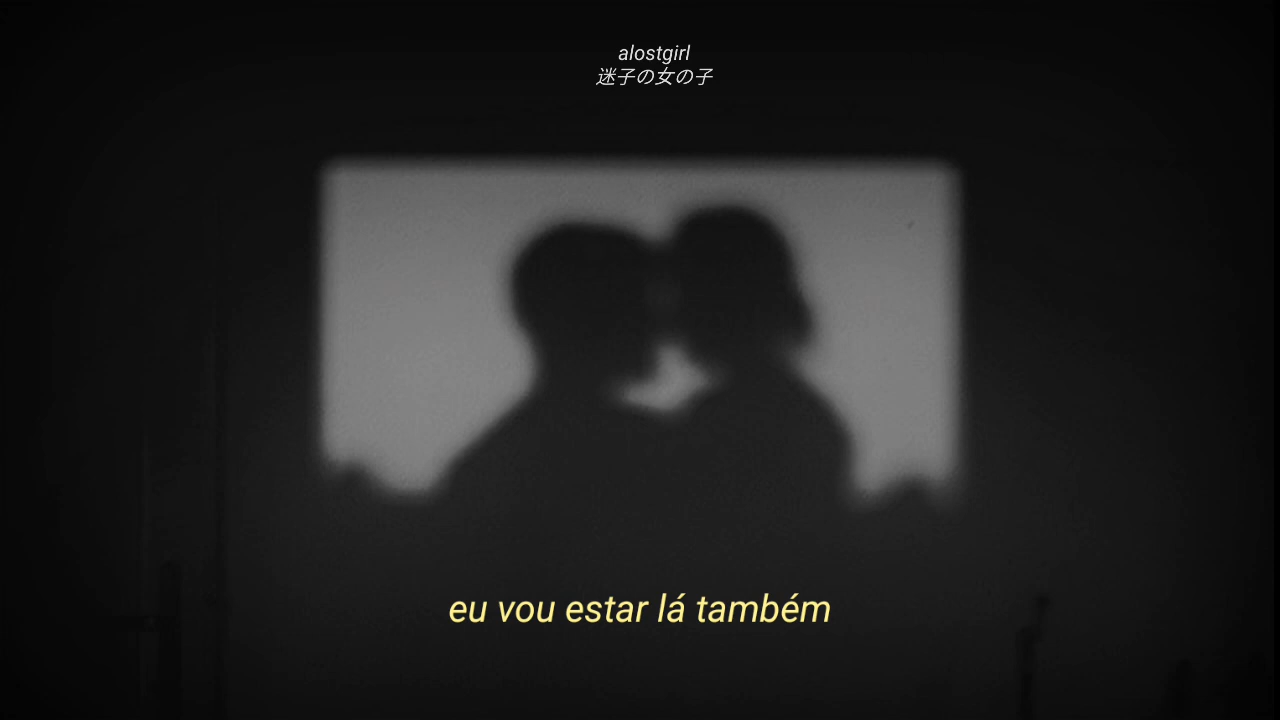 alostgirl
迷子の女の子
eu vou estar lá também